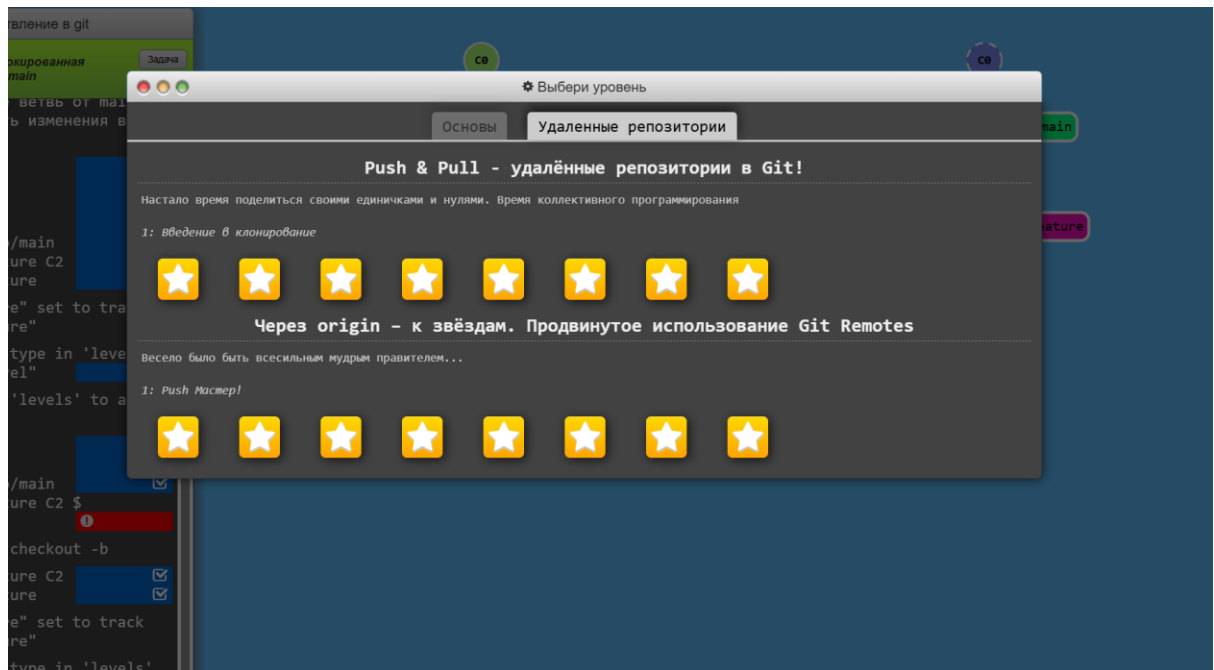 твление в git
окированная
main
Задача
c0
c0
ветвь от mai
ь изменения в
Выбери уровень
Основы
Удаленные репозитории
main
Push & Pull - удалённые репозитории в Git!
Настало время поделиться своими единичками и нулями. Время коллективного программирования
1: Введение в клонирование
eature
/main
ure C2
ure
e" set to tra
re"
Через origin – к звёздам. Продвинутое использование Git Remotes
type in 'leve
el"
Весело было быть всесильным мудрым правителем...
'levels' to a
1: Push Мастер!
/main
ure C2 $
checkout -b
ure C2
ure
e" set to track
re"
type in 'levels'